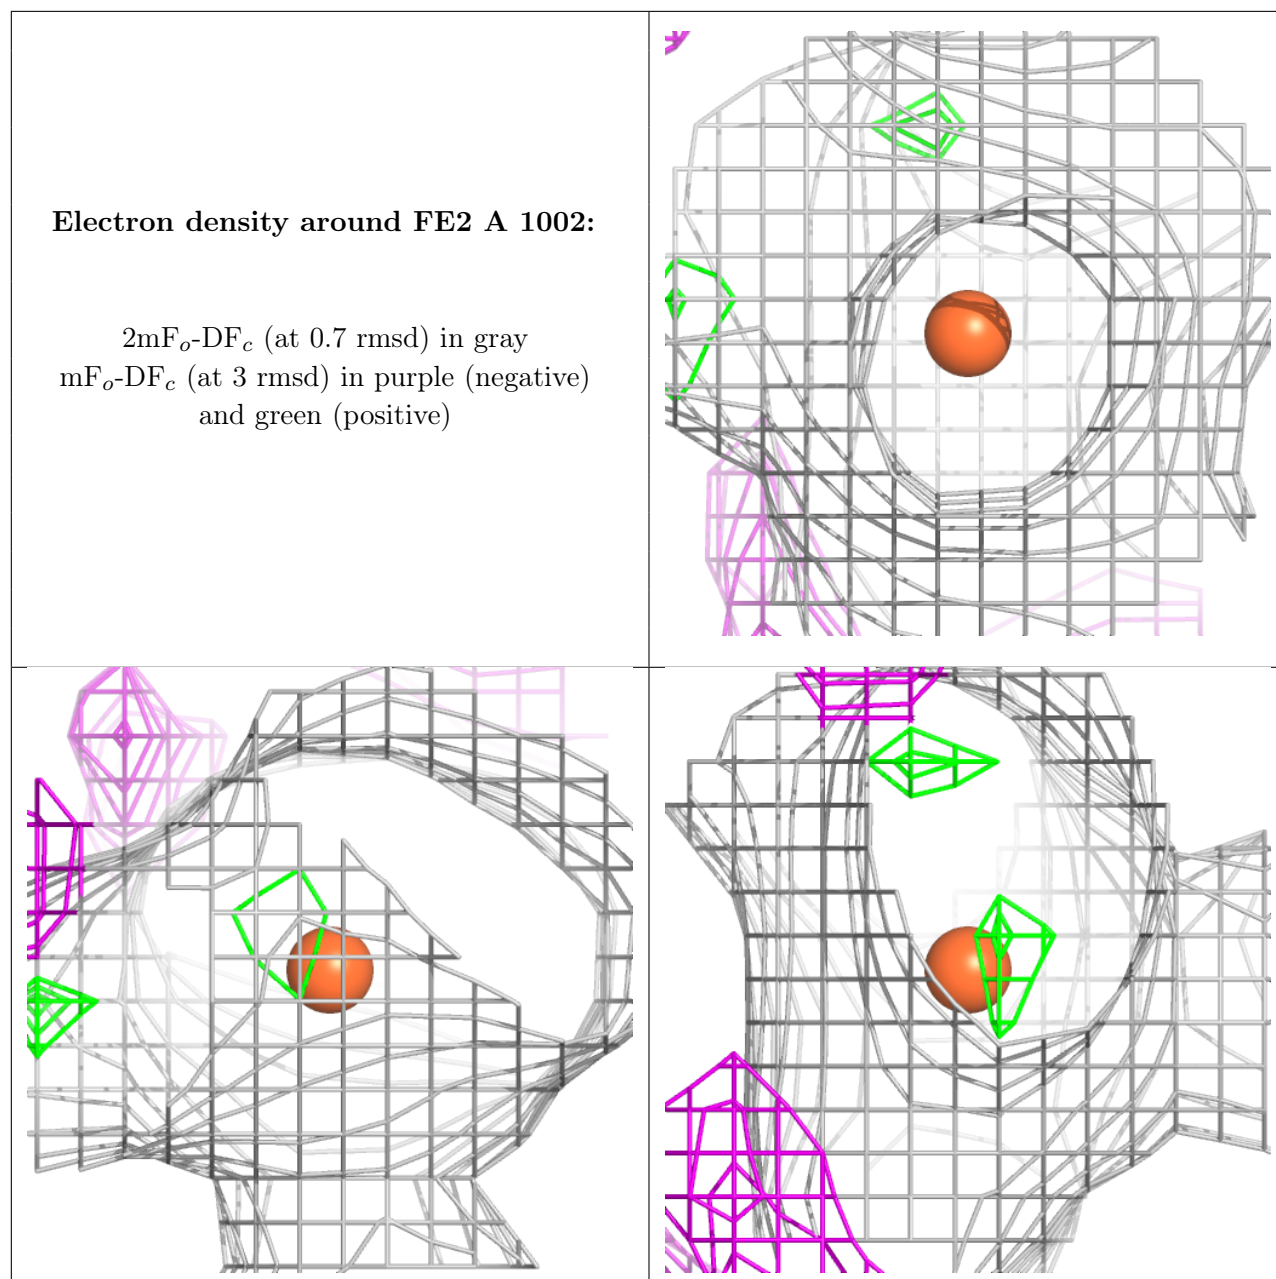 Electron density around FE2 A 1002:
2mFo-DFc (at 0.7 rmsd) in gray
mFo-DFc (at 3 rmsd) in purple (negative)
and green (positive)